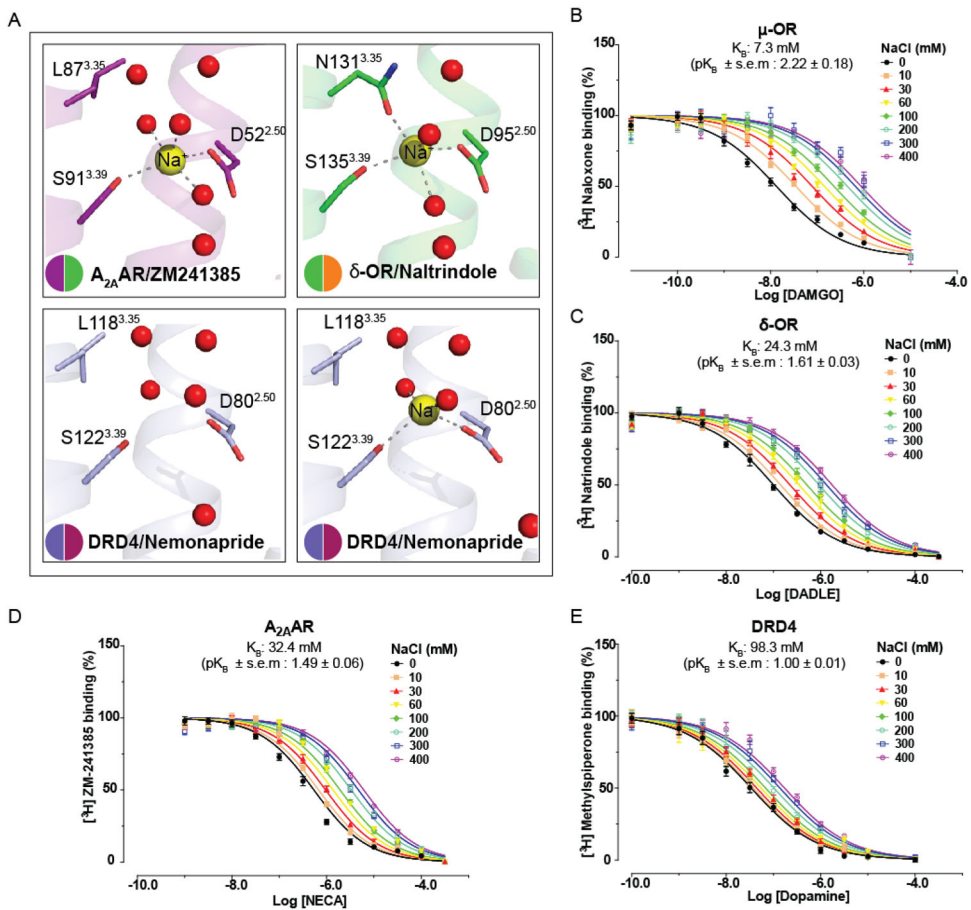 A
L87^3.35
D52^2.50
Na+
S91^3.39
A2AAR/ZM241385
N131^3.35
D95^2.50
Na
S135^3.39
δ-OR/Naltrindole
L118^3.35
D80^2.50
S122^3.39
DRD4/Nemonapride
L118^3.35
Na
D80^2.50
S122^3.39
DRD4/Nemonapride
B
μ-OR
KB: 7.3 mM
(pKB ± s.e.m : 2.22 ± 0.18)
NaCl (mM)
0
10
30
60
100
200
300
400
[3H] Naloxone binding (%)
150
100
50
0
-10.0
-8.0
-6.0
-4.0
Log [DAMGO]
C
δ-OR
KB: 24.3 mM
(pKB ± s.e.m : 1.61 ± 0.03)
NaCl (mM)
0
10
30
60
100
200
300
400
[3H] Natrindole binding (%)
150
100
50
0
-10.0
-8.0
-6.0
-4.0
Log [DADLE]
D
A2AAR
KB: 32.4 mM
(pKB ± s.e.m : 1.49 ± 0.06)
NaCl (mM)
0
10
30
60
100
200
300
400
[3H] ZM-241385 binding (%)
150
100
50
0
-10.0
-8.0
-6.0
-4.0
Log [NECA]
E
DRD4
KB: 98.3 mM
(pKB ± s.e.m : 1.00 ± 0.01)
NaCl (mM)
0
10
30
60
100
200
300
400
[3H] Methylspiperone binding (%)
150
100
50
0
-10.0
-8.0
-6.0
-4.0
Log [Dopamine]